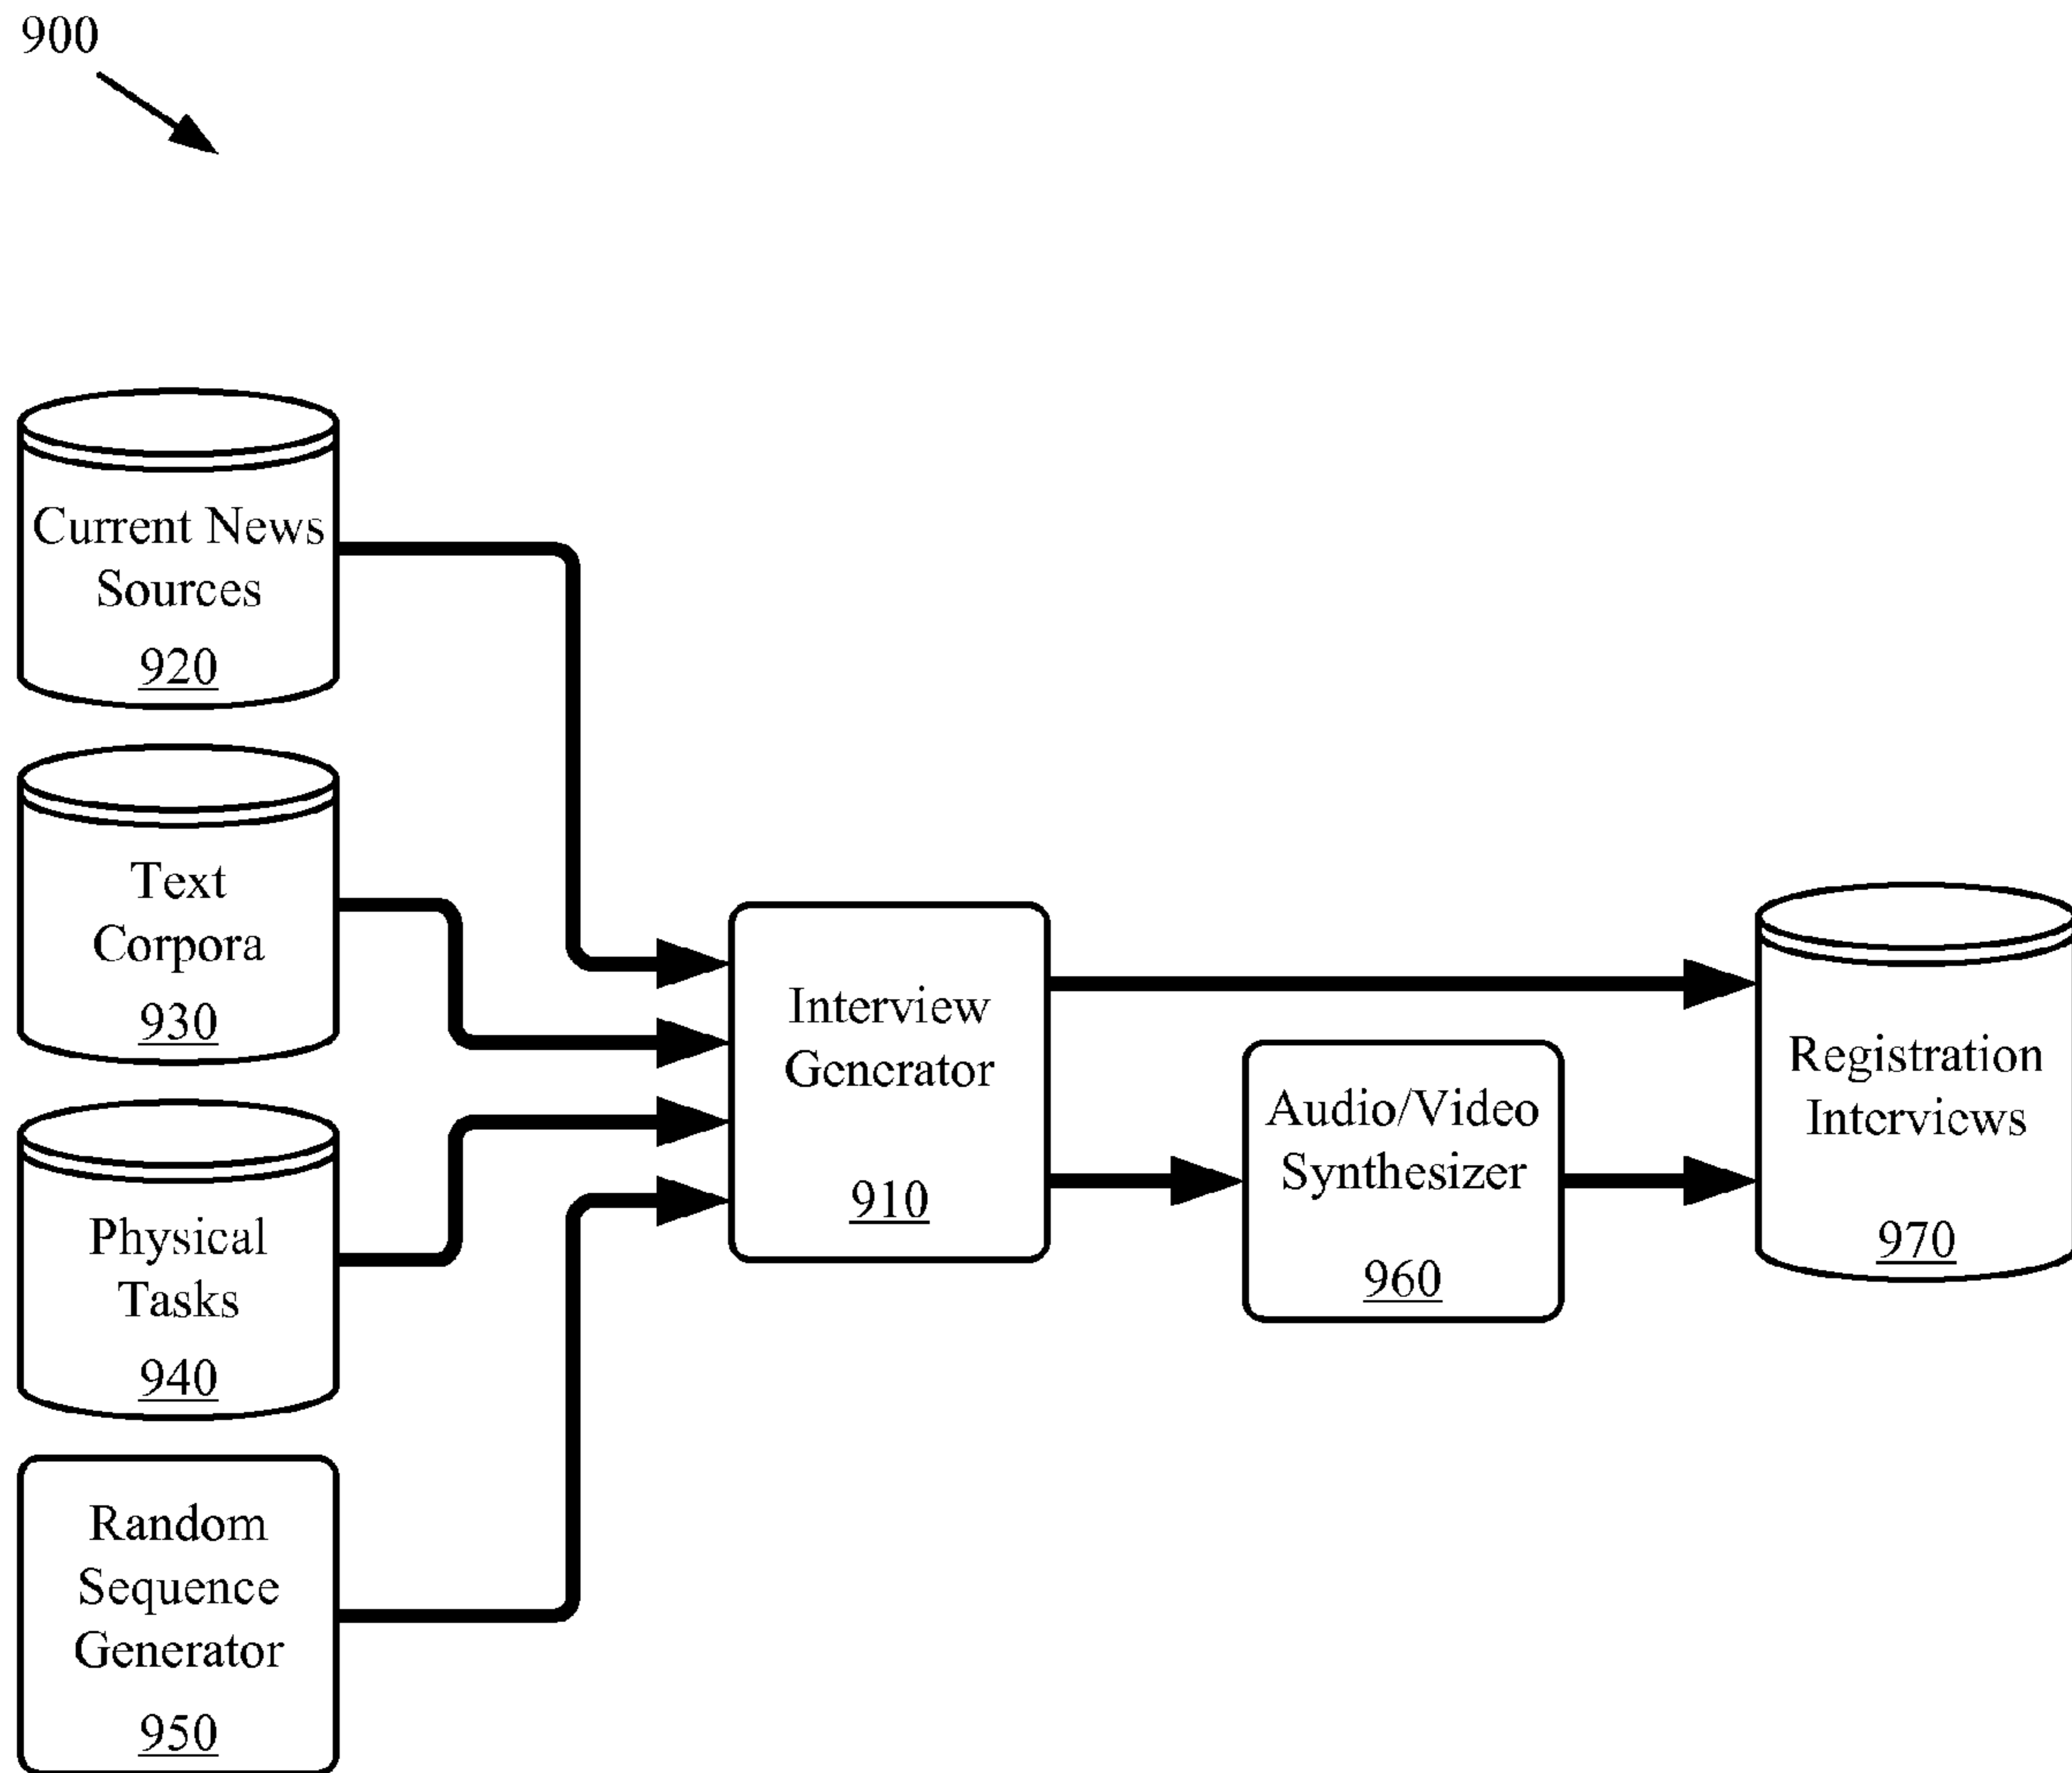 900
Current News
Sources
920
Text
Corpora
930
Physical
Tasks
940
Random
Sequence
Generator
950
Interview
Generator
910
Audio/Video
Synthesizer
960
Registration
Interviews
970